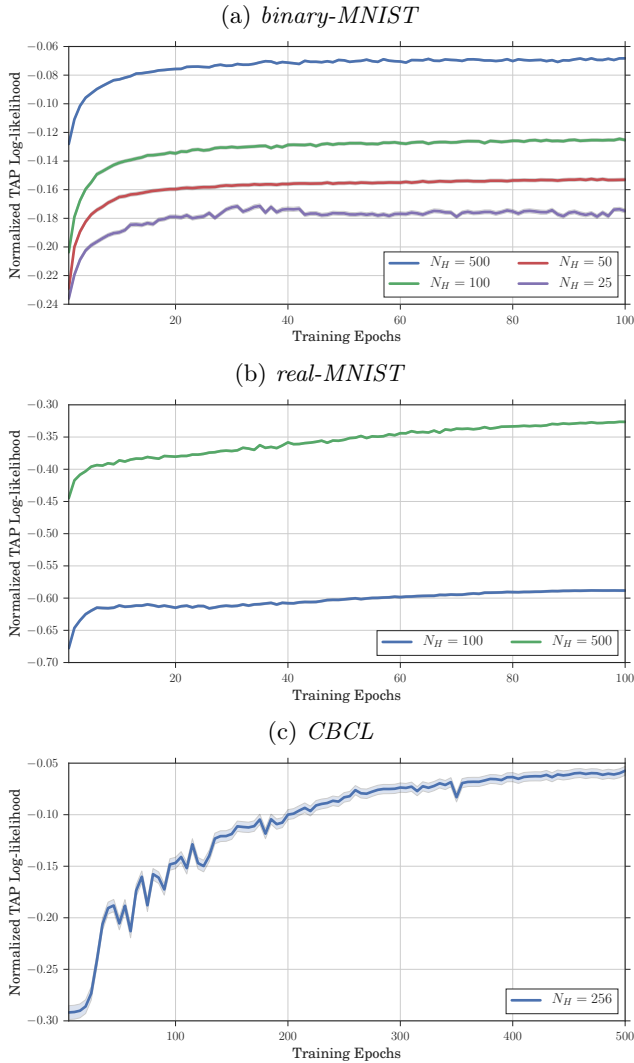 (a) binary-MNIST
Normalized TAP Log-likelihood
−0.06
−0.08
−0.10
−0.12
−0.14
−0.16
−0.18
−0.20
−0.22
−0.24
N_H = 500
N_H = 50
N_H = 100
N_H = 25
20
40
60
80
100
Training Epochs
(b) real-MNIST
Normalized TAP Log-likelihood
−0.30
−0.35
−0.40
−0.45
−0.50
−0.55
−0.60
−0.65
−0.70
N_H = 100
N_H = 500
20
40
60
80
100
Training Epochs
(c) CBCL
Normalized TAP Log-likelihood
−0.05
−0.10
−0.15
−0.20
−0.25
−0.30
N_H = 256
100
200
300
400
500
Training Epochs